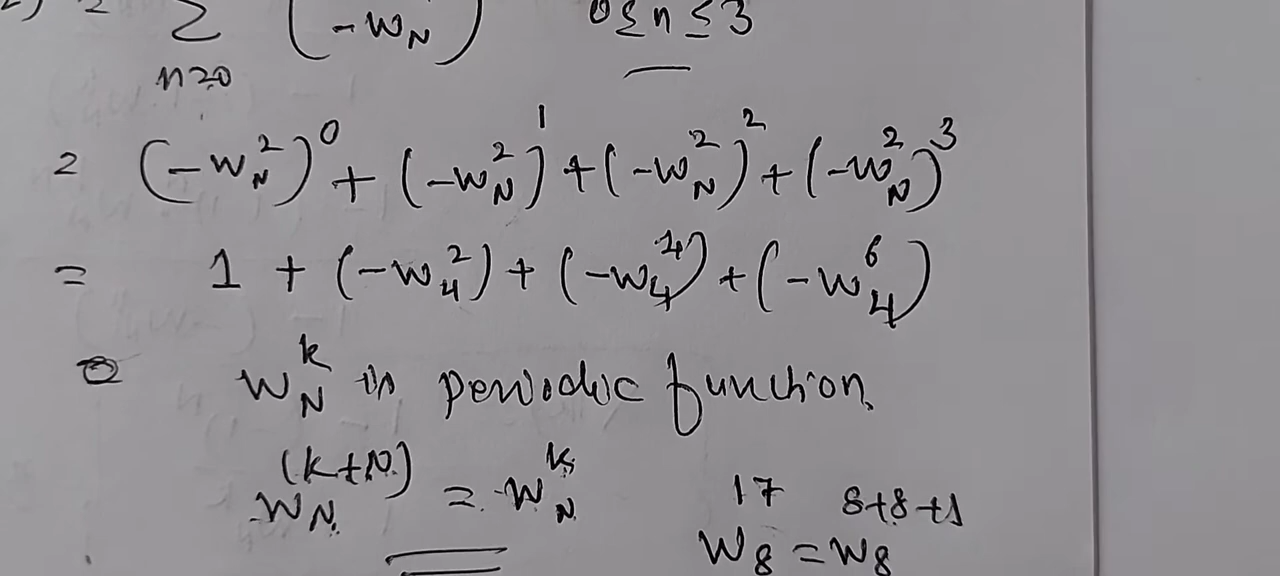 Σ (-W_N) 0≤n≤3
n≥0
= (-W_N^2)^0 + (-W_N^2)^1 + (-W_N^2)^2 + (-W_N^2)^3
= 1 + (-W_4^2) + (-W_4^4) + (-W_4^6)
W_N^k is periodic function.
W_N^(k+N) = W_N^k
W_8^17 = W_8^8+8+1